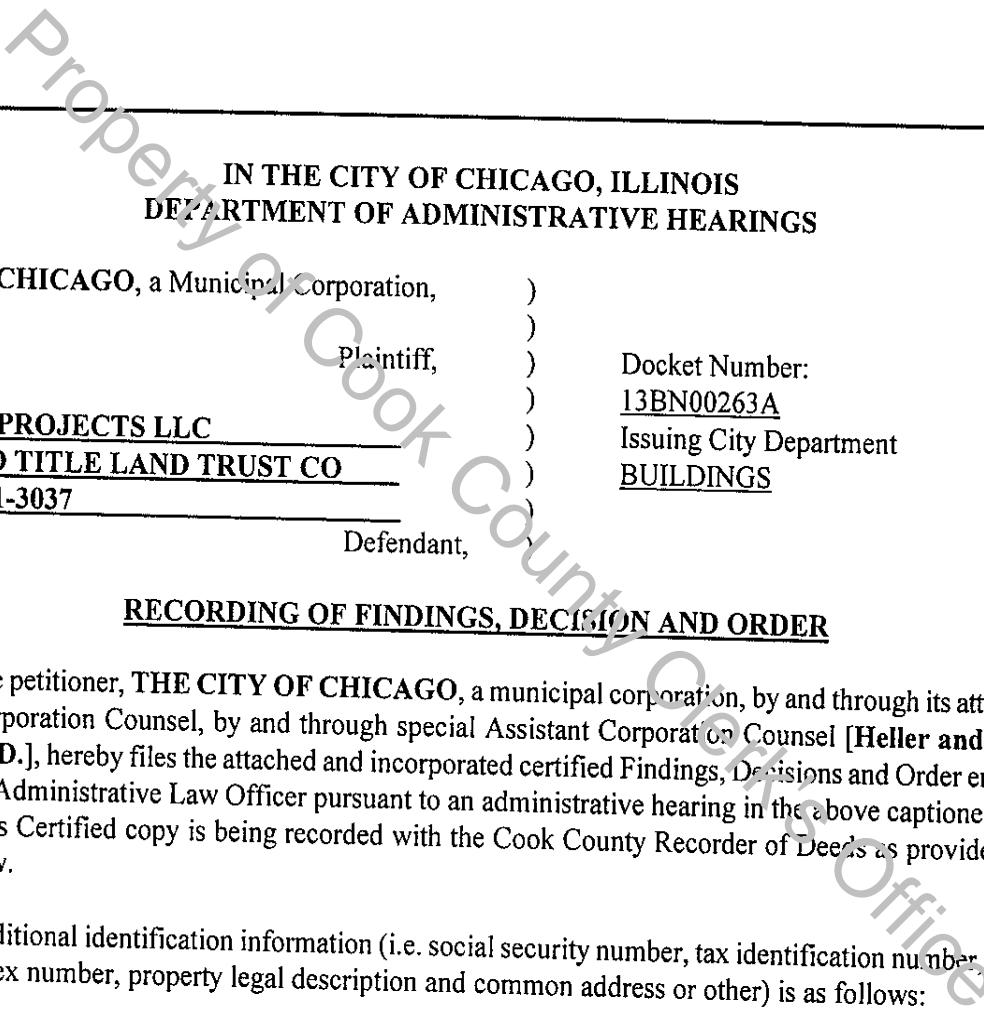 IN THE CITY OF CHICAGO, ILLINOIS
DEPARTMENT OF ADMINISTRATIVE HEARINGS
CHICAGO, a Municipal Corporation, )
)
Plaintiff, ) Docket Number:
) 13BN00263A
PROJECTS LLC ) Issuing City Department
TITLE LAND TRUST CO ) BUILDINGS
-3037 )
Defendant, )
RECORDING OF FINDINGS, DECISION AND ORDER
petitioner, THE CITY OF CHICAGO, a municipal corporation, by and through its att
poration Counsel, by and through special Assistant Corporation Counsel [Heller and
D.], hereby files the attached and incorporated certified Findings, Decisions and Order en
Administrative Law Officer pursuant to an administrative hearing in the above captione
s Certified copy is being recorded with the Cook County Recorder of Deeds as provide
ditional identification information (i.e. social security number, tax identification number,
ex number, property legal description and common address or other) is as follows:
Property of Cook County Clerk's Office